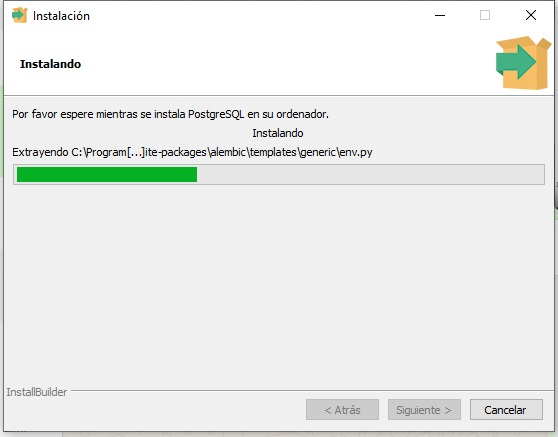 Instalación
Instalando
Por favor espere mientras se instala PostgreSQL en su ordenador.
Instalando
Extrayendo C:\Program[...]ite-packages\alembic\templates\generic\env.py
InstallBuilder
< Atrás
Siguiente >
Cancelar